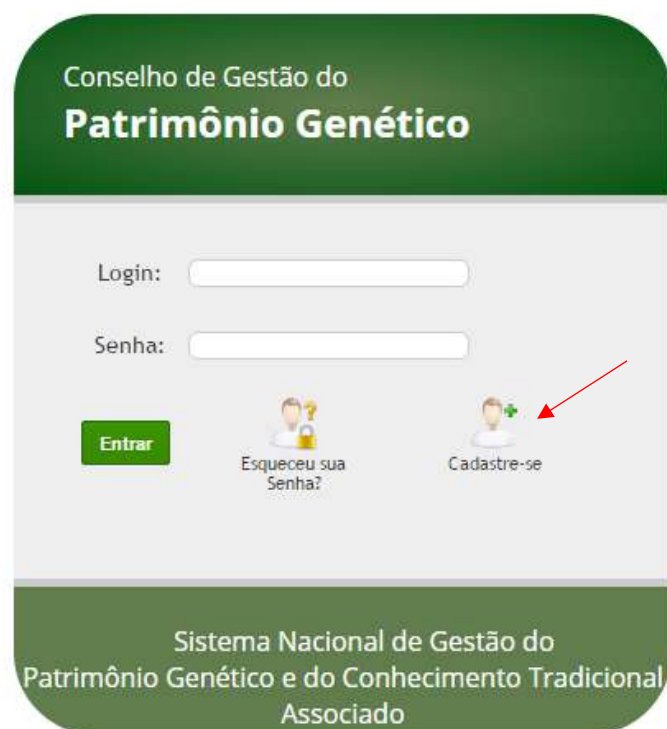 Conselho de Gestão do
Patrimônio Genético
Login:
Senha:
Entrar
Esqueceu sua
Senha?
Cadastre-se
Sistema Nacional de Gestão do
Patrimônio Genético e do Conhecimento Tradicional
Associado